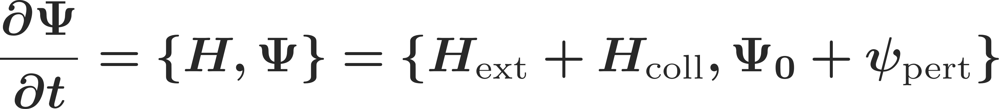 ∂Ψ/∂t = {H, Ψ} = {H_ext + H_coll, Ψ_0 + ψ_pert}